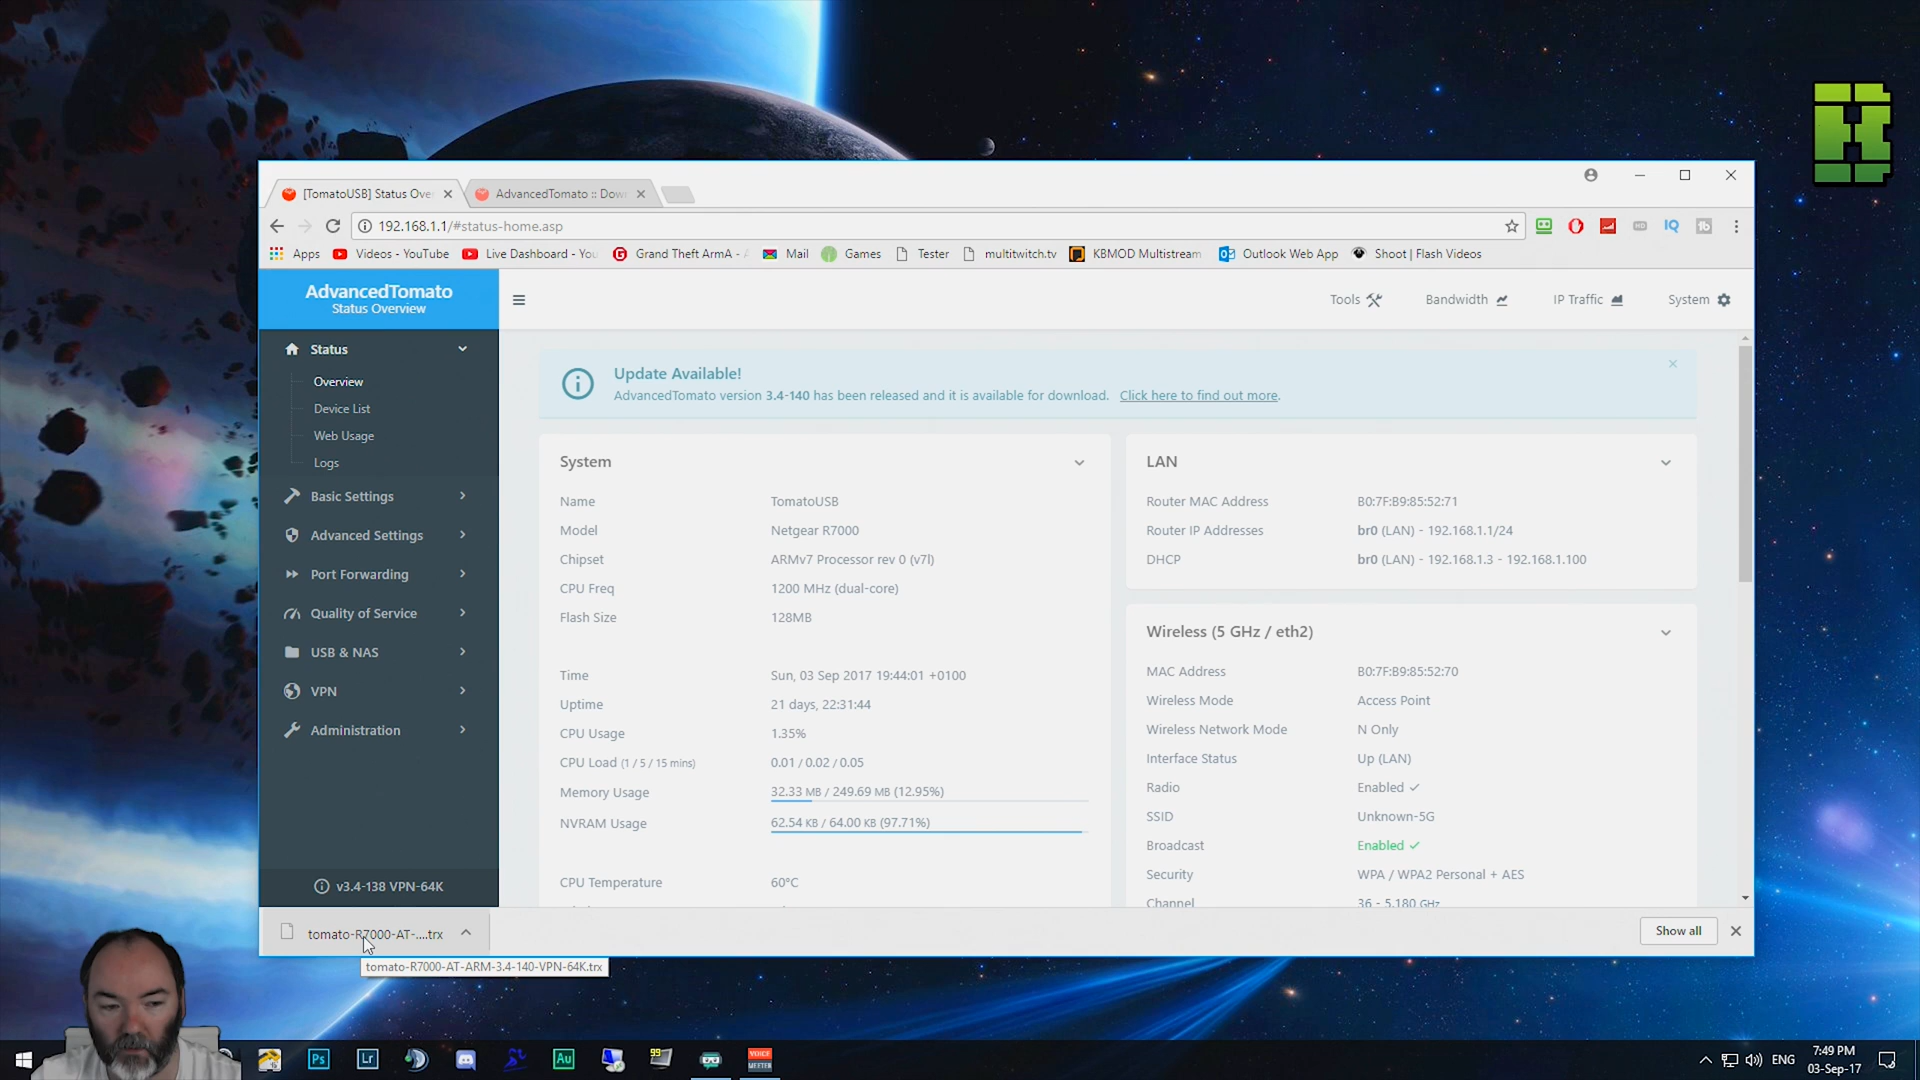 [TomatoUSB] Status Ove
AdvancedTomato :: Dow
192.168.1.1/#status-home.asp
Apps
Videos - YouTube
Live Dashboard - You
Grand Theft ArmA -
Mail
Games
Tester
multitwitch.tv
KBMOD Multistream
Outlook Web App
Shoot | Flash Videos
AdvancedTomato
Status Overview
Tools
Bandwidth
IP Traffic
System
Status
Overview
Device List
Web Usage
Logs
Basic Settings
Advanced Settings
Port Forwarding
Quality of Service
USB & NAS
VPN
Administration
v3.4-138 VPN-64K
Update Available!
AdvancedTomato version 3.4-140 has been released and it is available for download. Click here to find out more.
System
Name TomatoUSB
Model Netgear R7000
Chipset ARMv7 Processor rev 0 (v7l)
CPU Freq 1200 MHz (dual-core)
Flash Size 128MB
Time Sun, 03 Sep 2017 19:44:01 +0100
Uptime 21 days, 22:31:44
CPU Usage 1.35%
CPU Load (1 / 5 / 15 mins) 0.01 / 0.02 / 0.05
Memory Usage 32.33 MB / 249.69 MB (12.95%)
NVRAM Usage 62.54 KB / 64.00 KB (97.71%)
CPU Temperature 60°C
LAN
Router MAC Address B0:7F:B9:85:52:71
Router IP Addresses br0 (LAN) - 192.168.1.1/24
DHCP br0 (LAN) - 192.168.1.3 - 192.168.1.100
Wireless (5 GHz / eth2)
MAC Address B0:7F:B9:85:52:70
Wireless Mode Access Point
Wireless Network Mode N Only
Interface Status Up (LAN)
Radio Enabled
SSID Unknown-5G
Broadcast Enabled
Security WPA / WPA2 Personal + AES
Channel 36 - 5.180 GHz
tomato-R7000-AT-....trx
Show all
tomato-R7000-AT-ARM-3.4-140-VPN-64K.trx
Ps
Lr
Au
99
VOICE
MEETER
ENG
7:49 PM
03-Sep-17